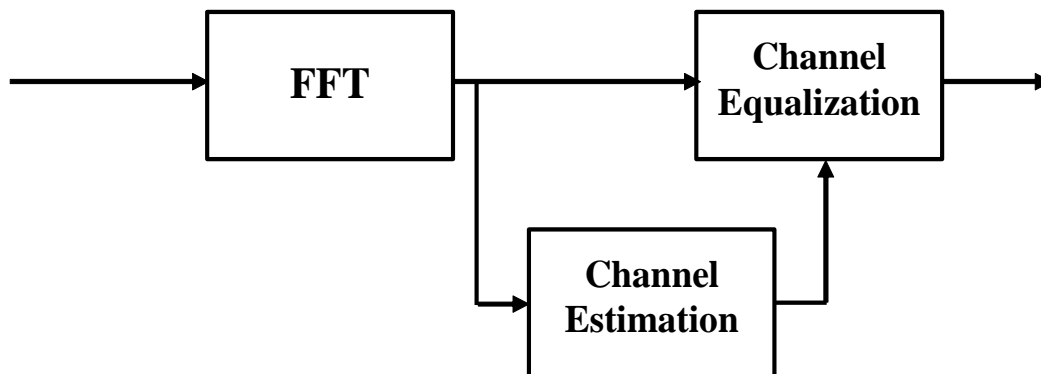 FFT
Channel
Equalization
Channel
Estimation